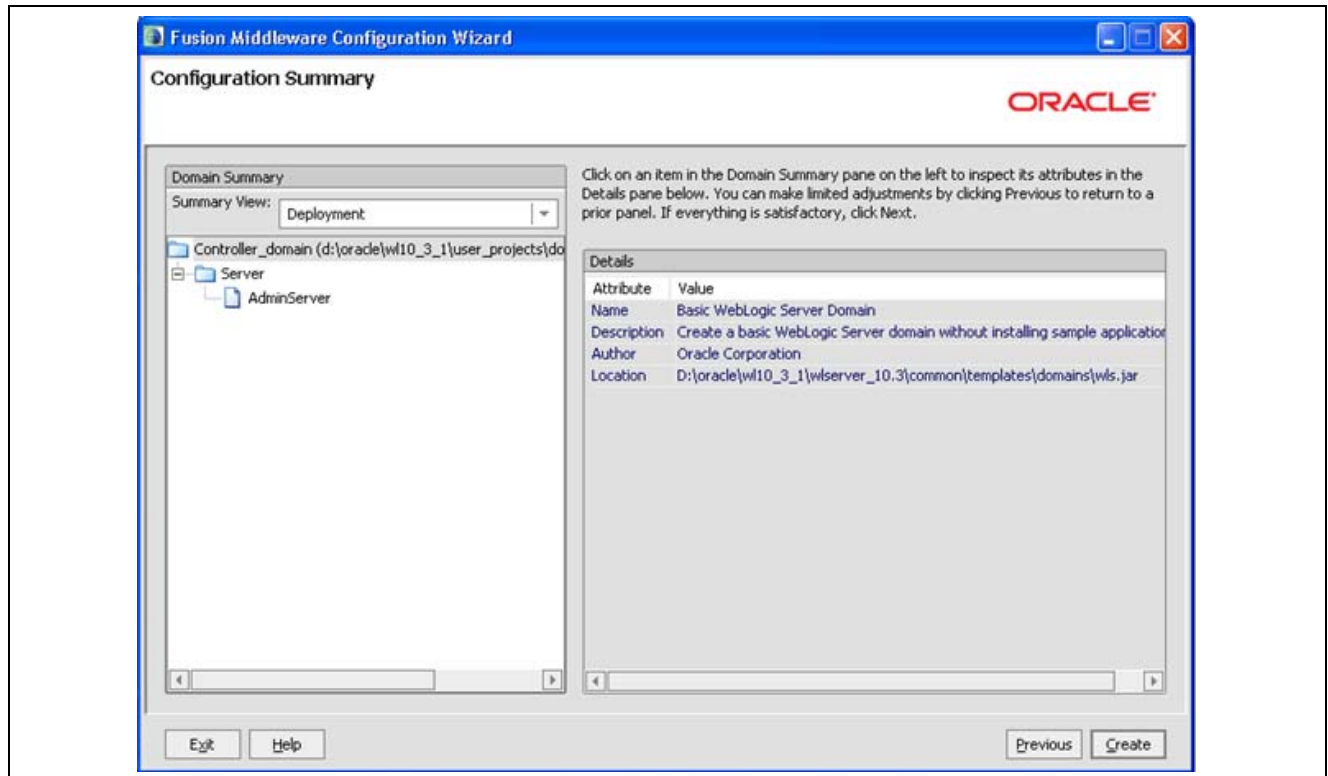 Fusion Middleware Configuration Wizard
Configuration Summary
ORACLE
Domain Summary
Summary View: Deployment
Controller_domain (d:\oracle\wl10_3_1\user_projects\do
Server
AdminServer
Click on an item in the Domain Summary pane on the left to inspect its attributes in the
Details pane below. You can make limited adjustments by clicking Previous to return to a
prior panel. If everything is satisfactory, click Next.
Details
Attribute Value
Name Basic WebLogic Server Domain
Description Create a basic WebLogic Server domain without installing sample application
Author Oracle Corporation
Location D:\oracle\wl10_3_1\wlserver_10.3\common\templates\domains\wls.jar
Exit Help Previous Create